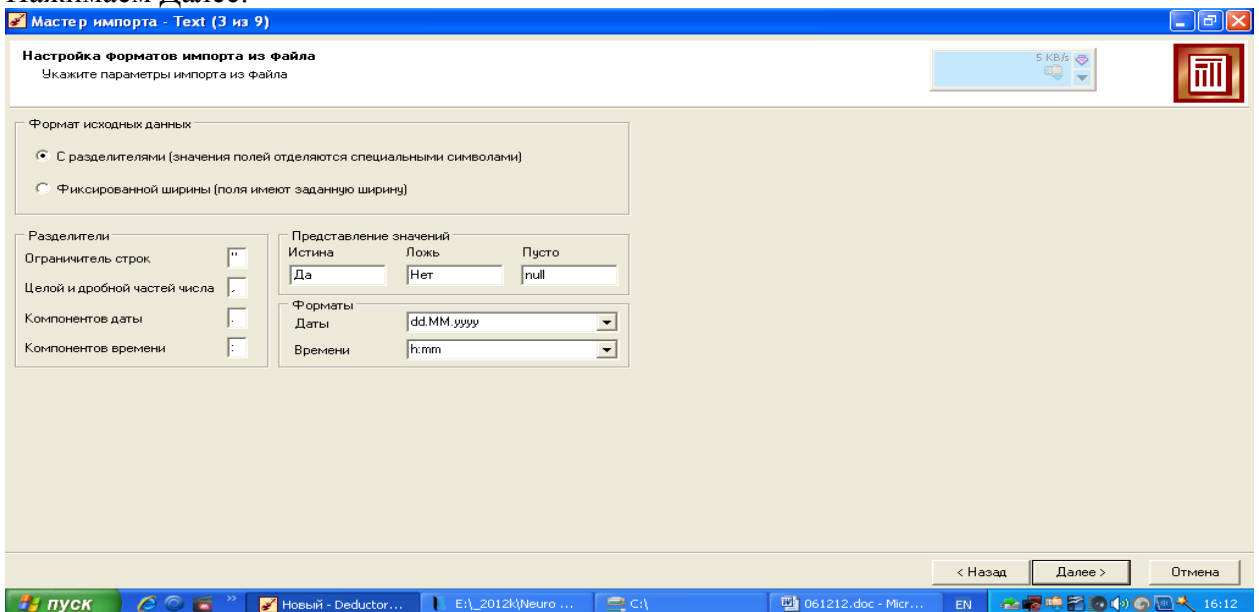 Нажимаем Далее.
Мастер импорта - Text (3 из 9)
Настройка форматов импорта из файла
Укажите параметры импорта из файла
5 KB/s
Формат исходных данных
С разделителями (значения полей отделяются специальными символами)
Фиксированной ширины (поля имеют заданную ширину)
Разделители
Ограничитель строк "
Целой и дробной частей числа ,
Компонентов даты .
Компонентов времени :
Представление значений
Истина Ложь Пусто
Да Нет null
Форматы
Даты dd.MM.yyyy
Времени h:mm
< Назад Далее > Отмена
пуск » Новый - Deductor... E:\_2012k\Neuro ... C:\ 061212.doc - Micr... EN 16:12